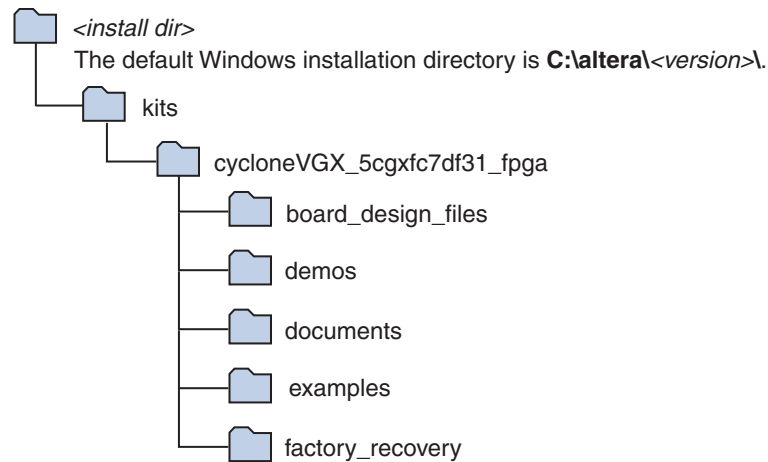 <install dir>
The default Windows installation directory is C:\altera\<version>\.
kits
cycloneVGX_5cgxfc7df31_fpga
board_design_files
demos
documents
examples
factory_recovery